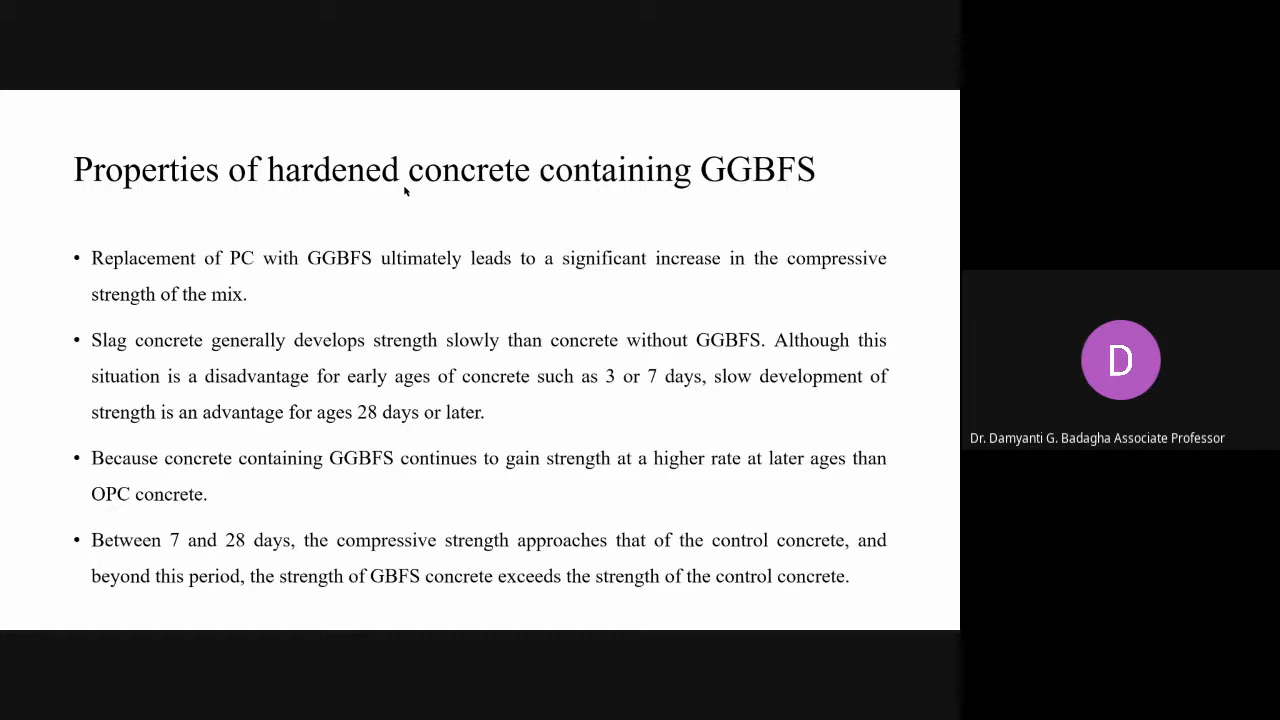 Properties of hardened concrete containing GGBFS
• Replacement of PC with GGBFS ultimately leads to a significant increase in the compressive
strength of the mix.
• Slag concrete generally develops strength slowly than concrete without GGBFS. Although this
situation is a disadvantage for early ages of concrete such as 3 or 7 days, slow development of
strength is an advantage for ages 28 days or later.
• Because concrete containing GGBFS continues to gain strength at a higher rate at later ages than
OPC concrete.
• Between 7 and 28 days, the compressive strength approaches that of the control concrete, and
beyond this period, the strength of GBFS concrete exceeds the strength of the control concrete.
D
Dr. Damyanti G. Badagha Associate Professor